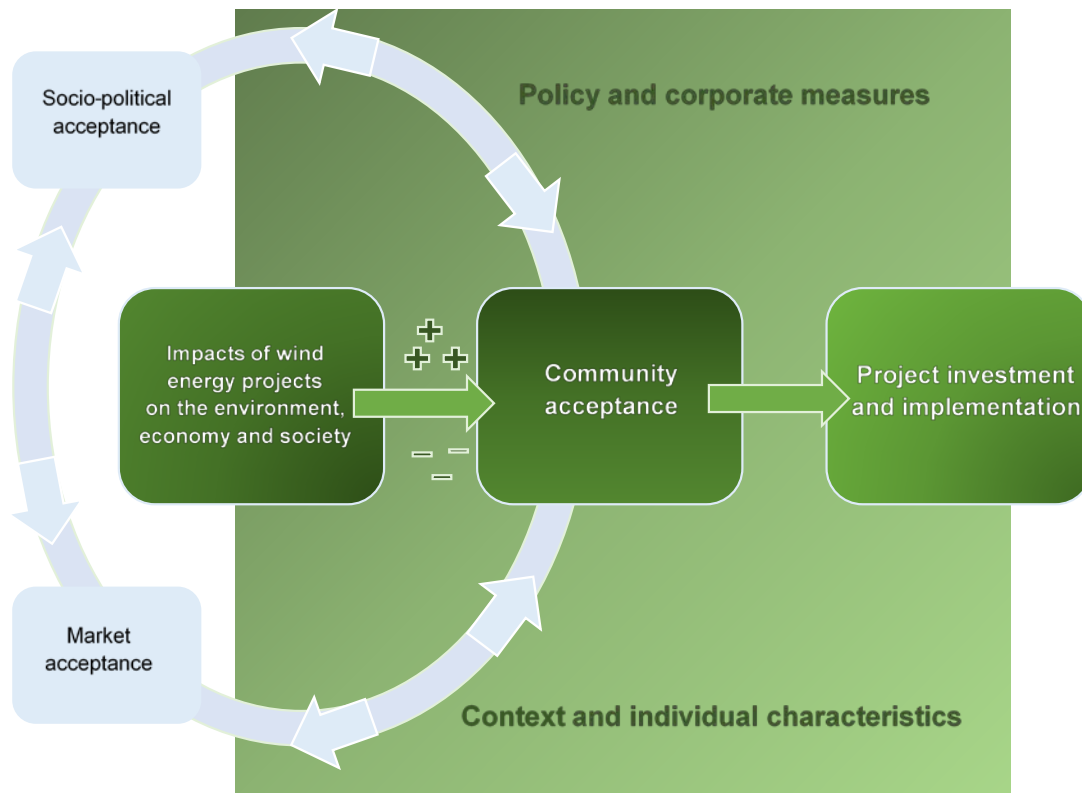 Socio-political
acceptance
Policy and corporate measures
Impacts of wind
energy projects
on the environment,
economy and society
Community
acceptance
Project investment
and implementation
Market
acceptance
Context and individual characteristics